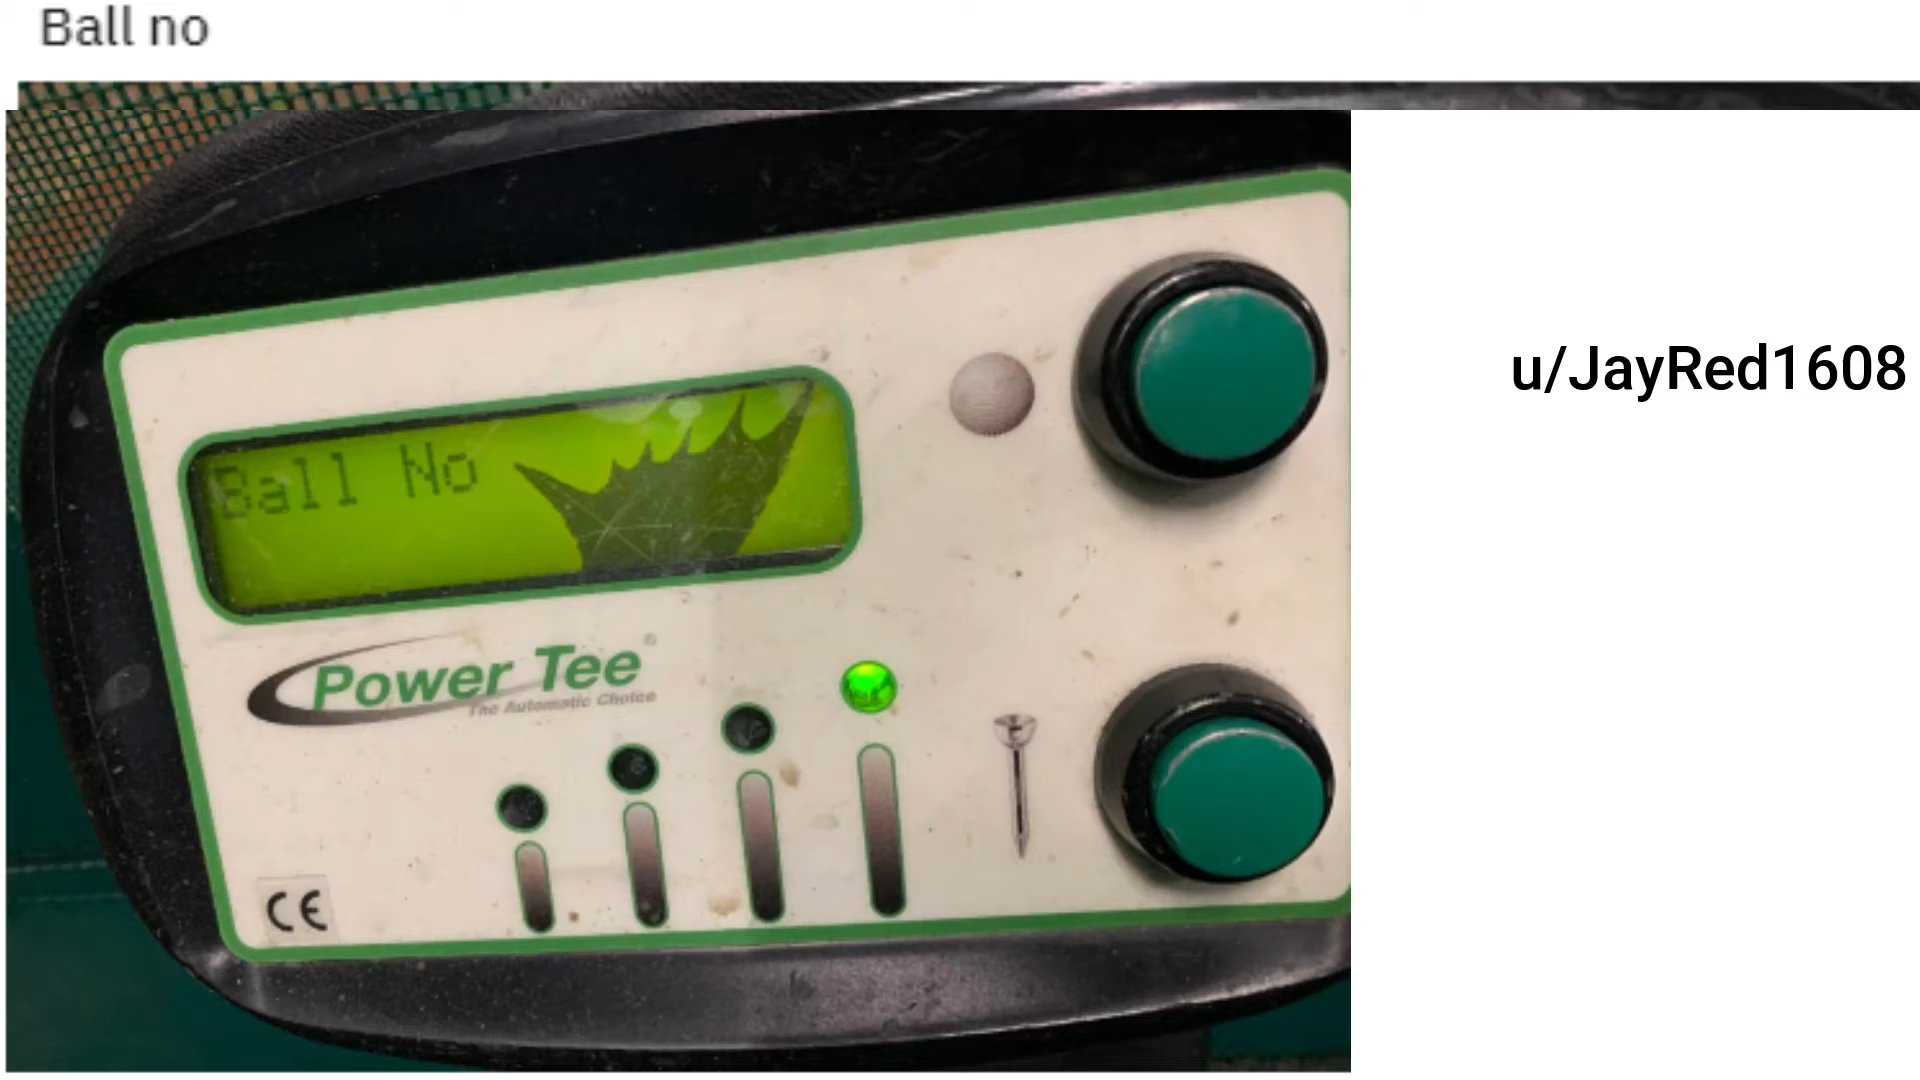 Ball no
Ball No
Power Tee®
The Automatic Choice
CE
u/JayRed1608